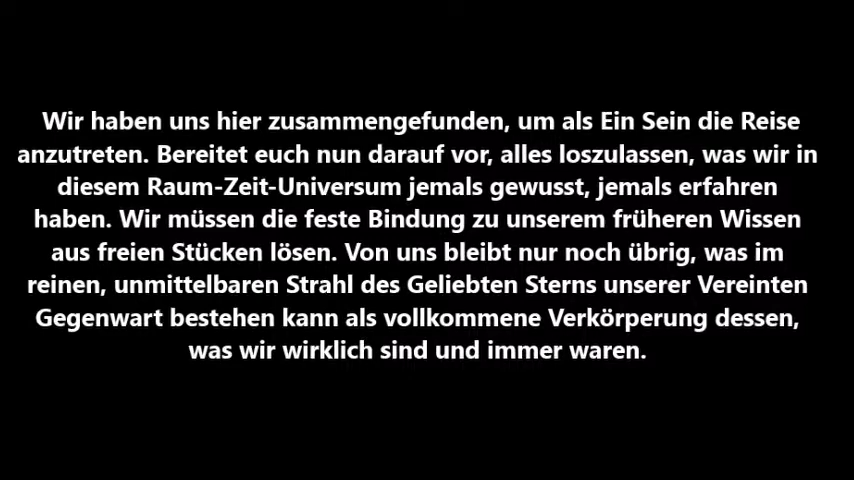 Wir haben uns hier zusammengefunden, um als Ein Sein die Reise
anzutreten. Bereitet euch nun darauf vor, alles loszulassen, was wir in
diesem Raum-Zeit-Universum jemals gewusst, jemals erfahren
haben. Wir müssen die feste Bindung zu unserem früheren Wissen
aus freien Stücken lösen. Von uns bleibt nur noch übrig, was im
reinen, unmittelbaren Strahl des Geliebten Sterns unserer Vereinten
Gegenwart bestehen kann als vollkommene Verkörperung dessen,
was wir wirklich sind und immer waren.